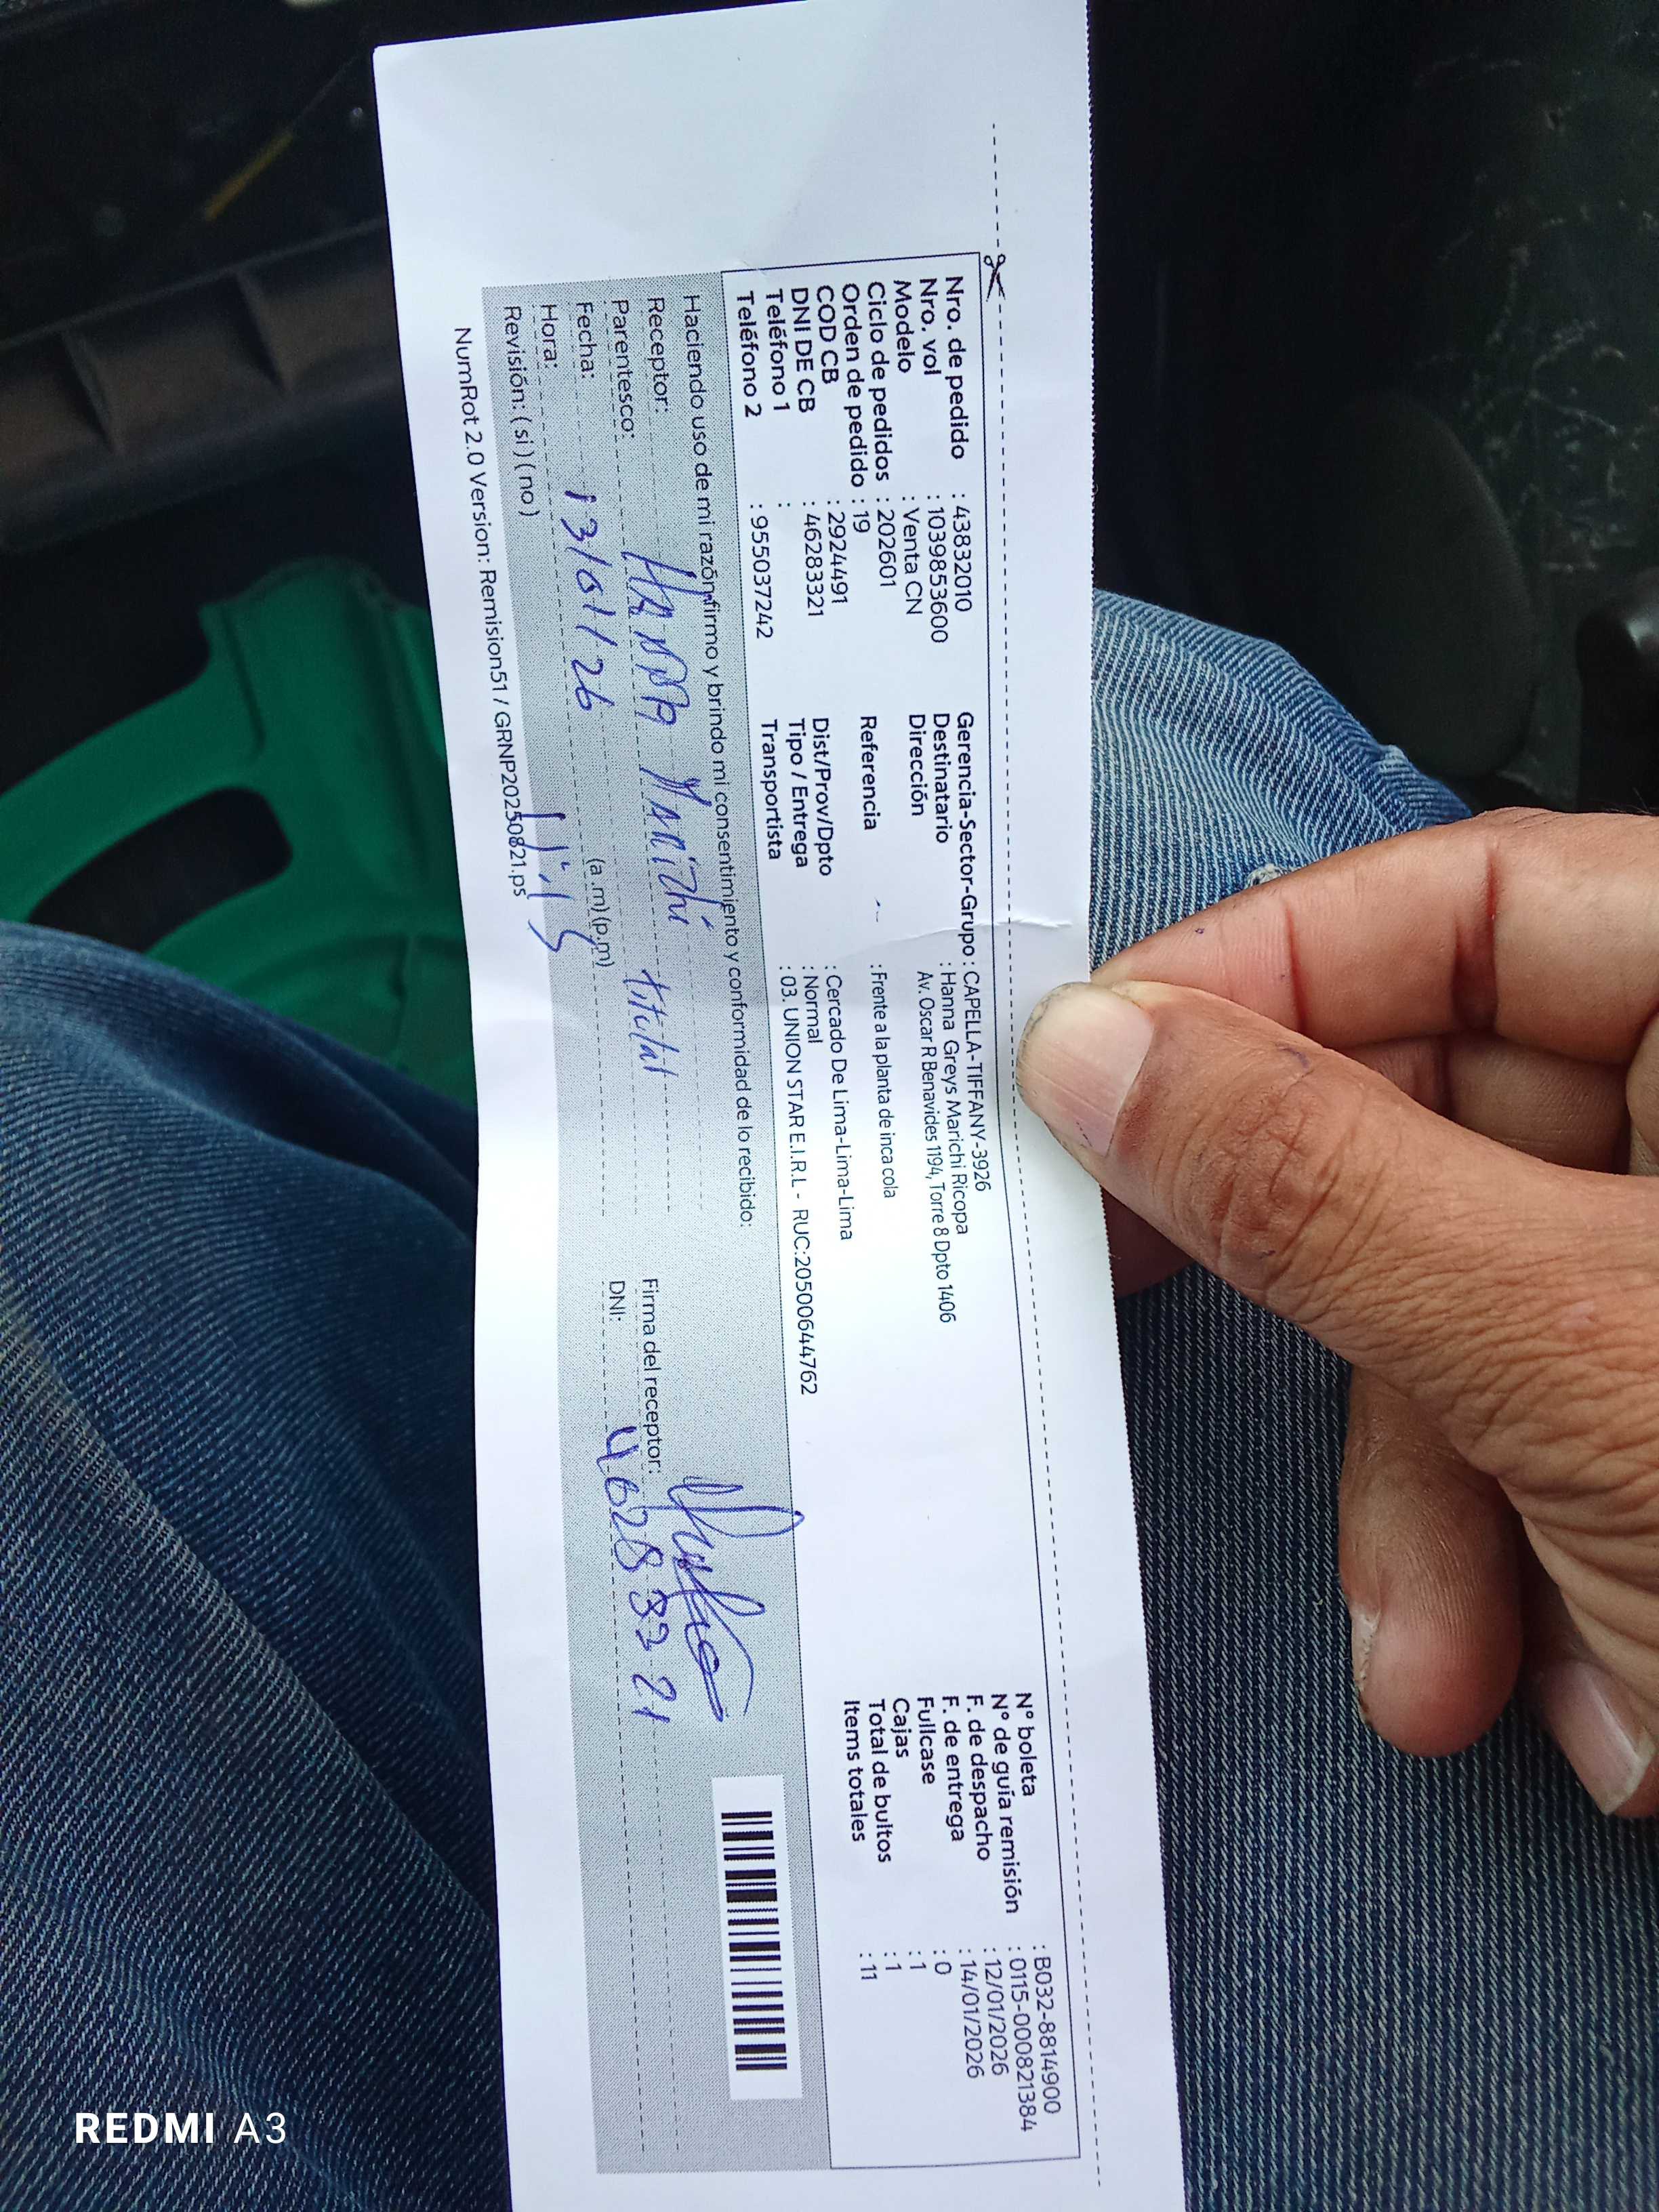 Nro. de pedido : 43832010
Nro. vol : 1039853600
Modelo : Venta CN
Ciclo de pedidos : 202601
Orden de pedido : 19
COD CB : 2924491
DNI DE CB : 46283321
Teléfono 1 :
Teléfono 2 : 955037242
Gerencia-Sector-Grupo : CAPELLA-TIFFANY-3926
Destinatario : Hanna Greys Marichi Ricopa
Dirección Av. Oscar R Benavides 1194, Torre 8 Dpto 1406
Referencia : Frente a la planta de inca cola
Dist/Prov/Dpto : Cercado De Lima-Lima-Lima
Tipo / Entrega : Normal
Transportista : 03. UNION STAR E.I.R.L - RUC:20500644762
N° boleta : B032-8814900
N° de guía remisión : 0115-0000821384
F. de despacho : 12/01/2026
F. de entrega : 14/01/2026
Fullcase : 0
Cajas : 1
Total de bultos : 1
Items totales : 11
Haciendo uso de mi razón firmo y brindo mi consentimiento y conformidad de lo recibido:
Receptor: Hanna Marichi
Parentesco: titular
Fecha: 13/01/26
Hora: (a.m) (p.m)
Revisión: (si) (no)
Firma del receptor:
DNI: 46283321
NumRot 2.0 Version: Remision51 / GRNP20250821.ps
REDMI A3